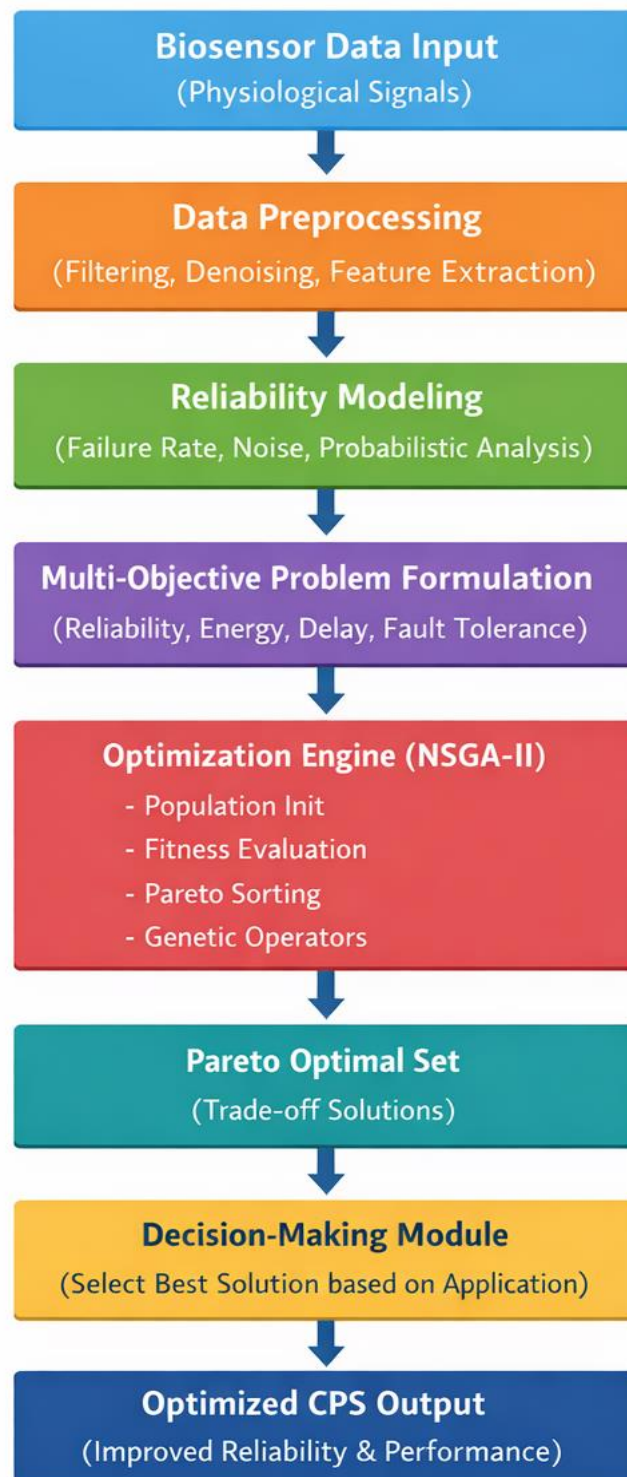 Biosensor Data Input
(Physiological Signals)
Data Preprocessing
(Filtering, Denoising, Feature Extraction)
Reliability Modeling
(Failure Rate, Noise, Probabilistic Analysis)
Multi-Objective Problem Formulation
(Reliability, Energy, Delay, Fault Tolerance)
Optimization Engine (NSGA-II)
- Population Init
- Fitness Evaluation
- Pareto Sorting
- Genetic Operators
Pareto Optimal Set
(Trade-off Solutions)
Decision-Making Module
(Select Best Solution based on Application)
Optimized CPS Output
(Improved Reliability & Performance)